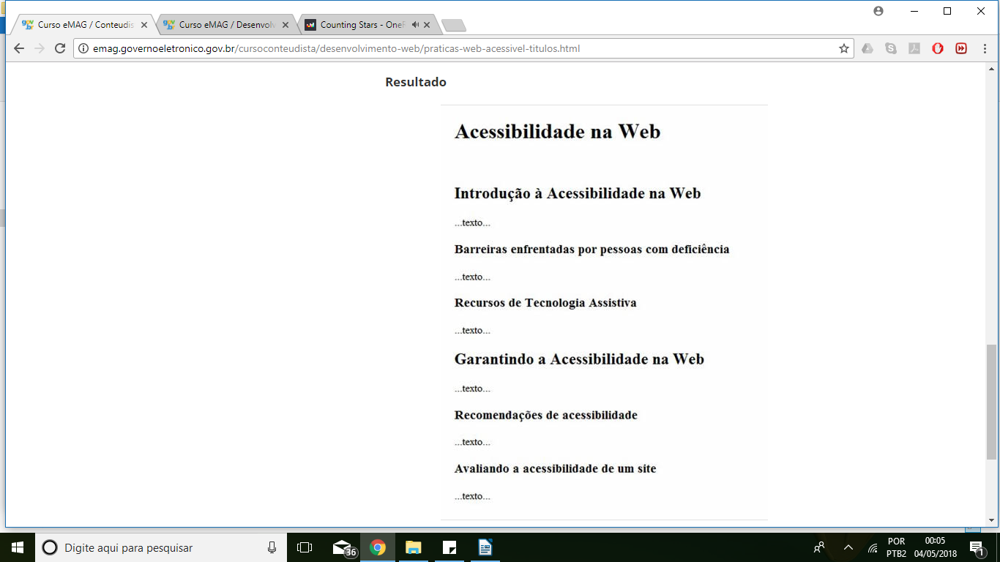 Curso eMAG / Conteudis
Curso eMAG / Desenvolv
Counting Stars - OneR
emag.governoeletronico.gov.br/cursoconteudista/desenvolvimento-web/praticas-web-acessivel-titulos.html
Resultado
Acessibilidade na Web
Introdução à Acessibilidade na Web
...texto...
Barreiras enfrentadas por pessoas com deficiência
...texto...
Recursos de Tecnologia Assistiva
...texto...
Garantindo a Acessibilidade na Web
...texto...
Recomendações de acessibilidade
...texto...
Avaliando a acessibilidade de um site
...texto...
Digite aqui para pesquisar
36
POR
PTB2
00:05
04/05/2018
1